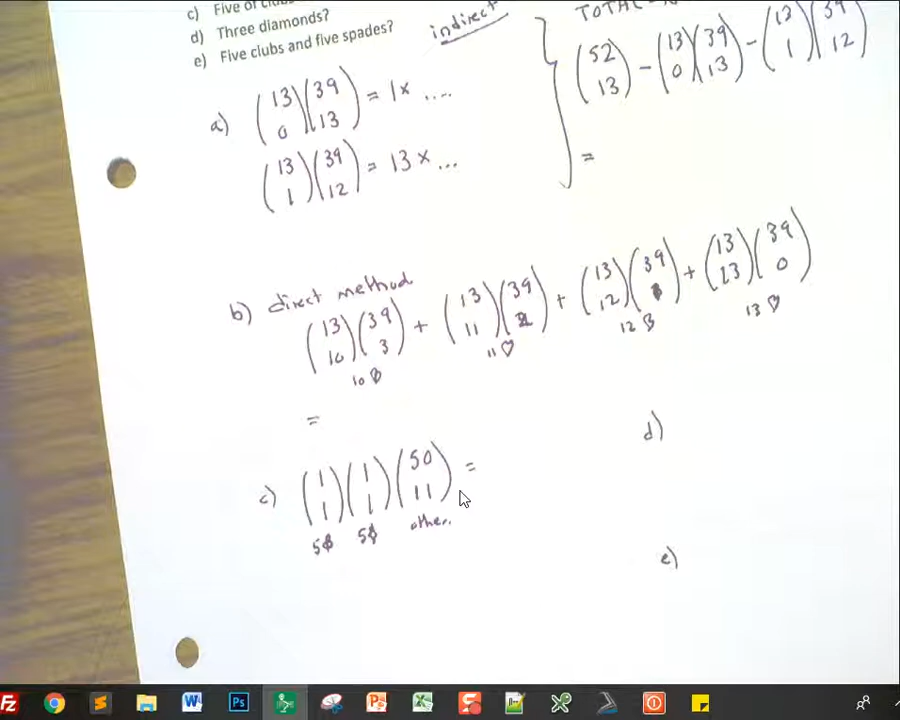 c) Five of clu
d) Three diamonds?
e) Five clubs and five spades?
indirect
TOTAL
(52 13) - (13 0)(39 13) - (13 1)(39 12)
=
a) (13 0)(39 13) = 1 x ....
(13 1)(39 12) = 13 x ...
b) direct method
(13 10)(39 3) + (13 11)(39 2) + (13 12)(39 1) + (13 13)(39 0)
10♡ 11♡ 12♡ 13♡
=
c) (1 1)(1 1)(50 11) =
other
d)
e)